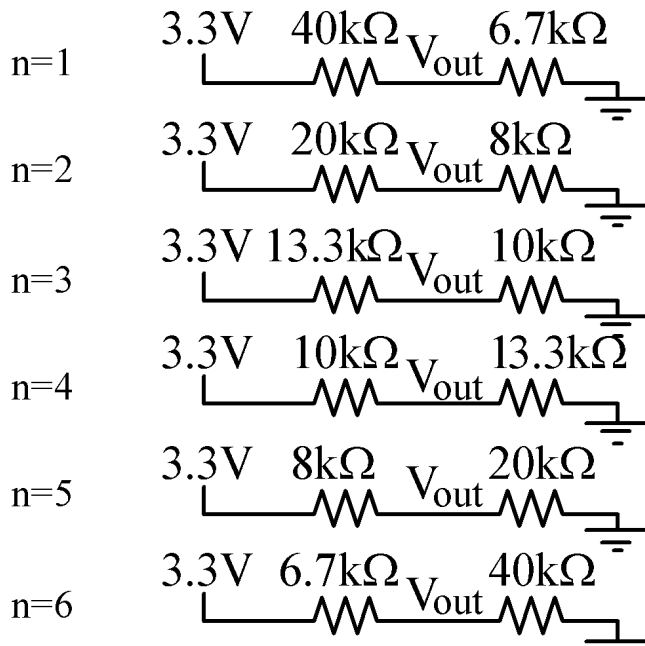 3.3V 40kΩ 6.7kΩ
n=1 Vout
3.3V 20kΩ 8kΩ
n=2 Vout
3.3V 13.3kΩ 10kΩ
n=3 Vout
3.3V 10kΩ 13.3kΩ
n=4 Vout
3.3V 8kΩ 20kΩ
n=5 Vout
3.3V 6.7kΩ 40kΩ
n=6 Vout